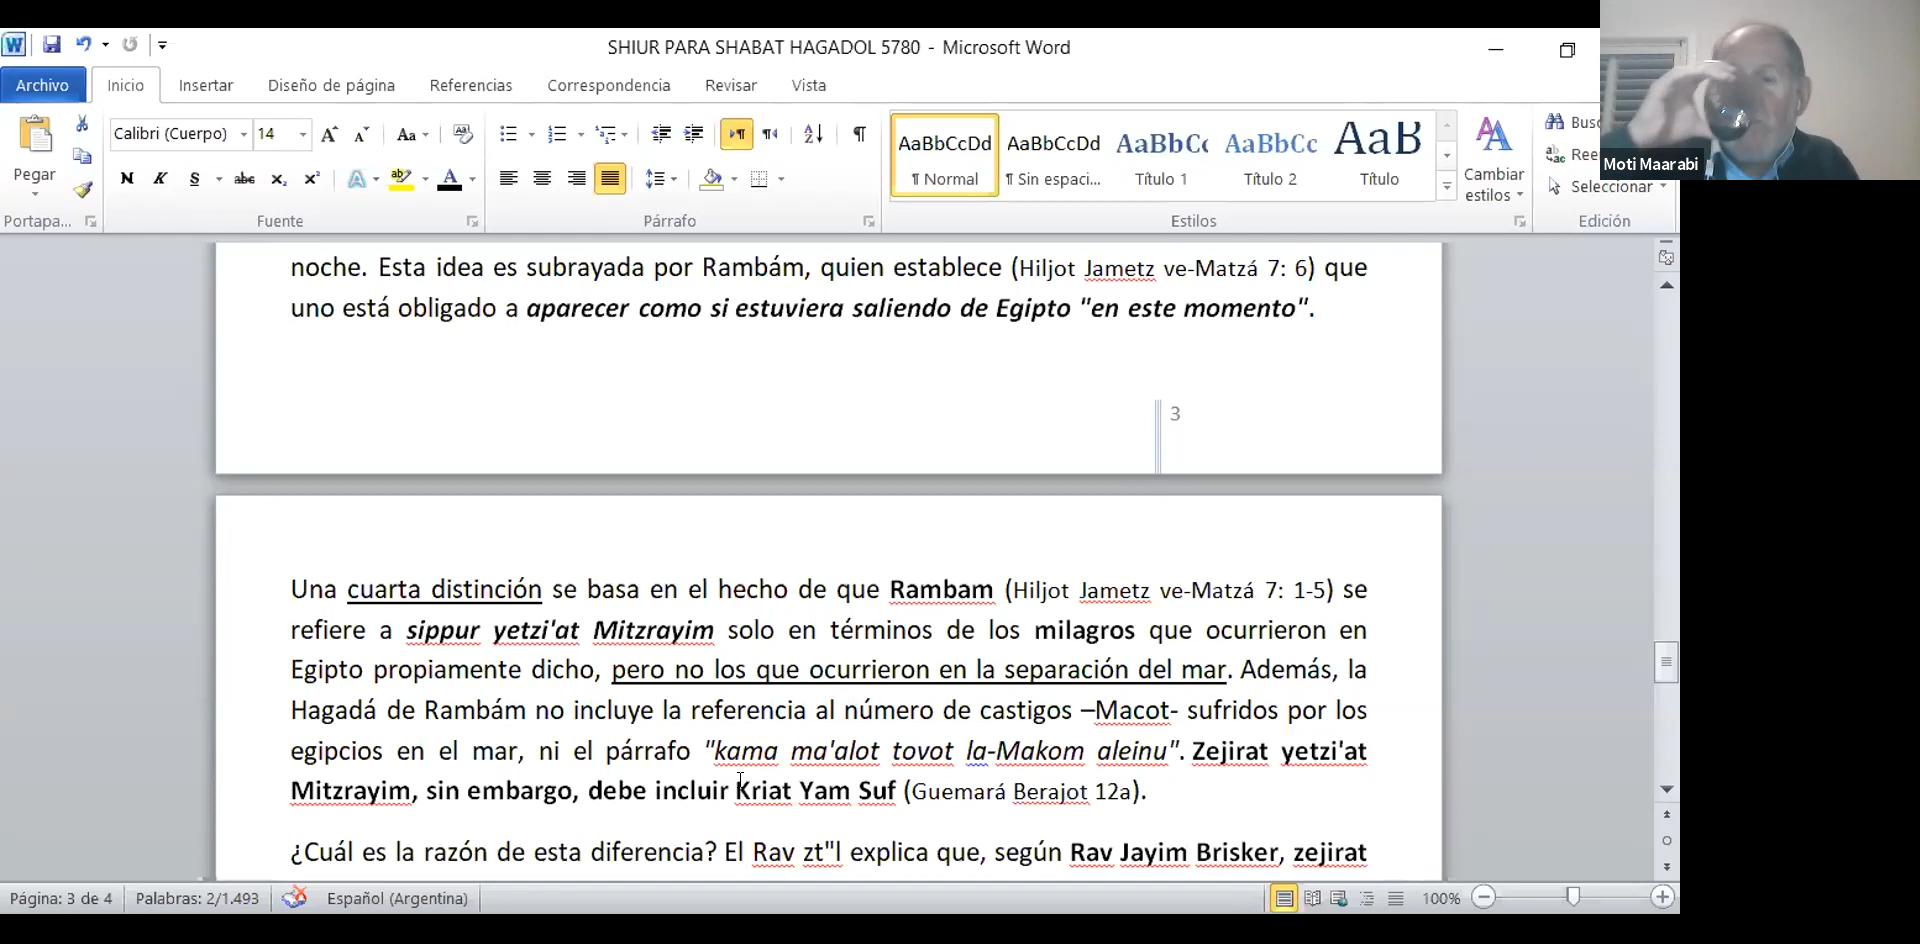 SHIUR PARA SHABAT HAGADOL 5780 - Microsoft Word
Archivo Inicio Insertar Diseño de página Referencias Correspondencia Revisar Vista
Calibri (Cuerpo) 14 Aa AaBbCcDd AaBbCcDd AaBbCc AaBbCc AaB Busc
Pegar N K S abc x₂ x² A ab A ¶ Normal ¶ Sin espaci... Título 1 Título 2 Título Cambiar estilos Ree Seleccionar
Moti Maarabi
Portapa... Fuente Párrafo Estilos Edición
noche. Esta idea es subrayada por Rambám, quien establece (Hiljot Jametz ve-Matzá 7: 6) que
uno está obligado a aparecer como si estuviera saliendo de Egipto "en este momento".
3
Una cuarta distinción se basa en el hecho de que Rambam (Hiljot Jametz ve-Matzá 7: 1-5) se
refiere a sippur yetzi'at Mitzrayim solo en términos de los milagros que ocurrieron en
Egipto propiamente dicho, pero no los que ocurrieron en la separación del mar. Además, la
Hagadá de Rambám no incluye la referencia al número de castigos –Macot- sufridos por los
egipcios en el mar, ni el párrafo "kama ma'alot tovot la-Makom aleinu". Zejirat yetzi'at
Mitzrayim, sin embargo, debe incluir Kriat Yam Suf (Guemará Berajot 12a).
¿Cuál es la razón de esta diferencia? El Rav zt"l explica que, según Rav Jayim Brisker, zejirat
Página: 3 de 4 Palabras: 2/1.493 Español (Argentina) 100%